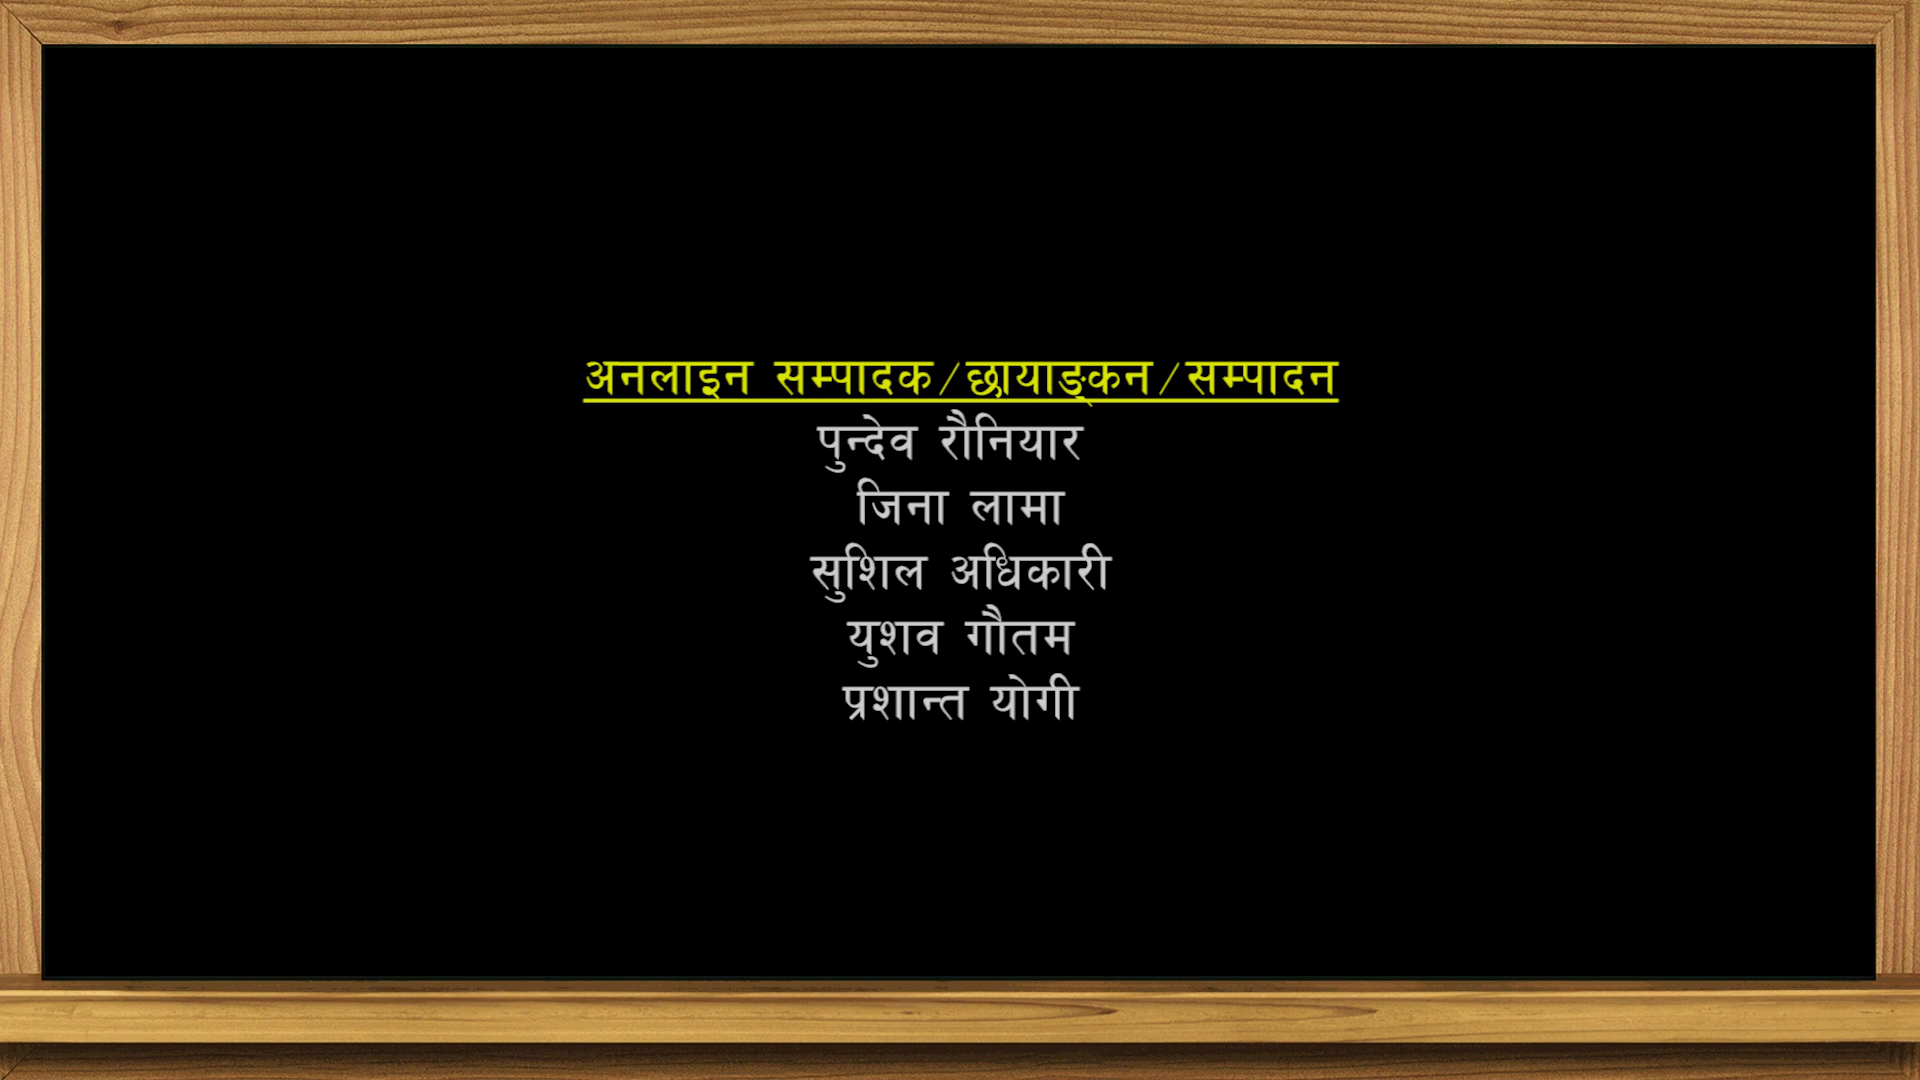 अनलाइन सम्पादक/छायाङ्कन/सम्पादन
पुन्देव रौनियार
जिना लामा
सुशिल अधिकारी
युशव गौतम
प्रशान्त योगी